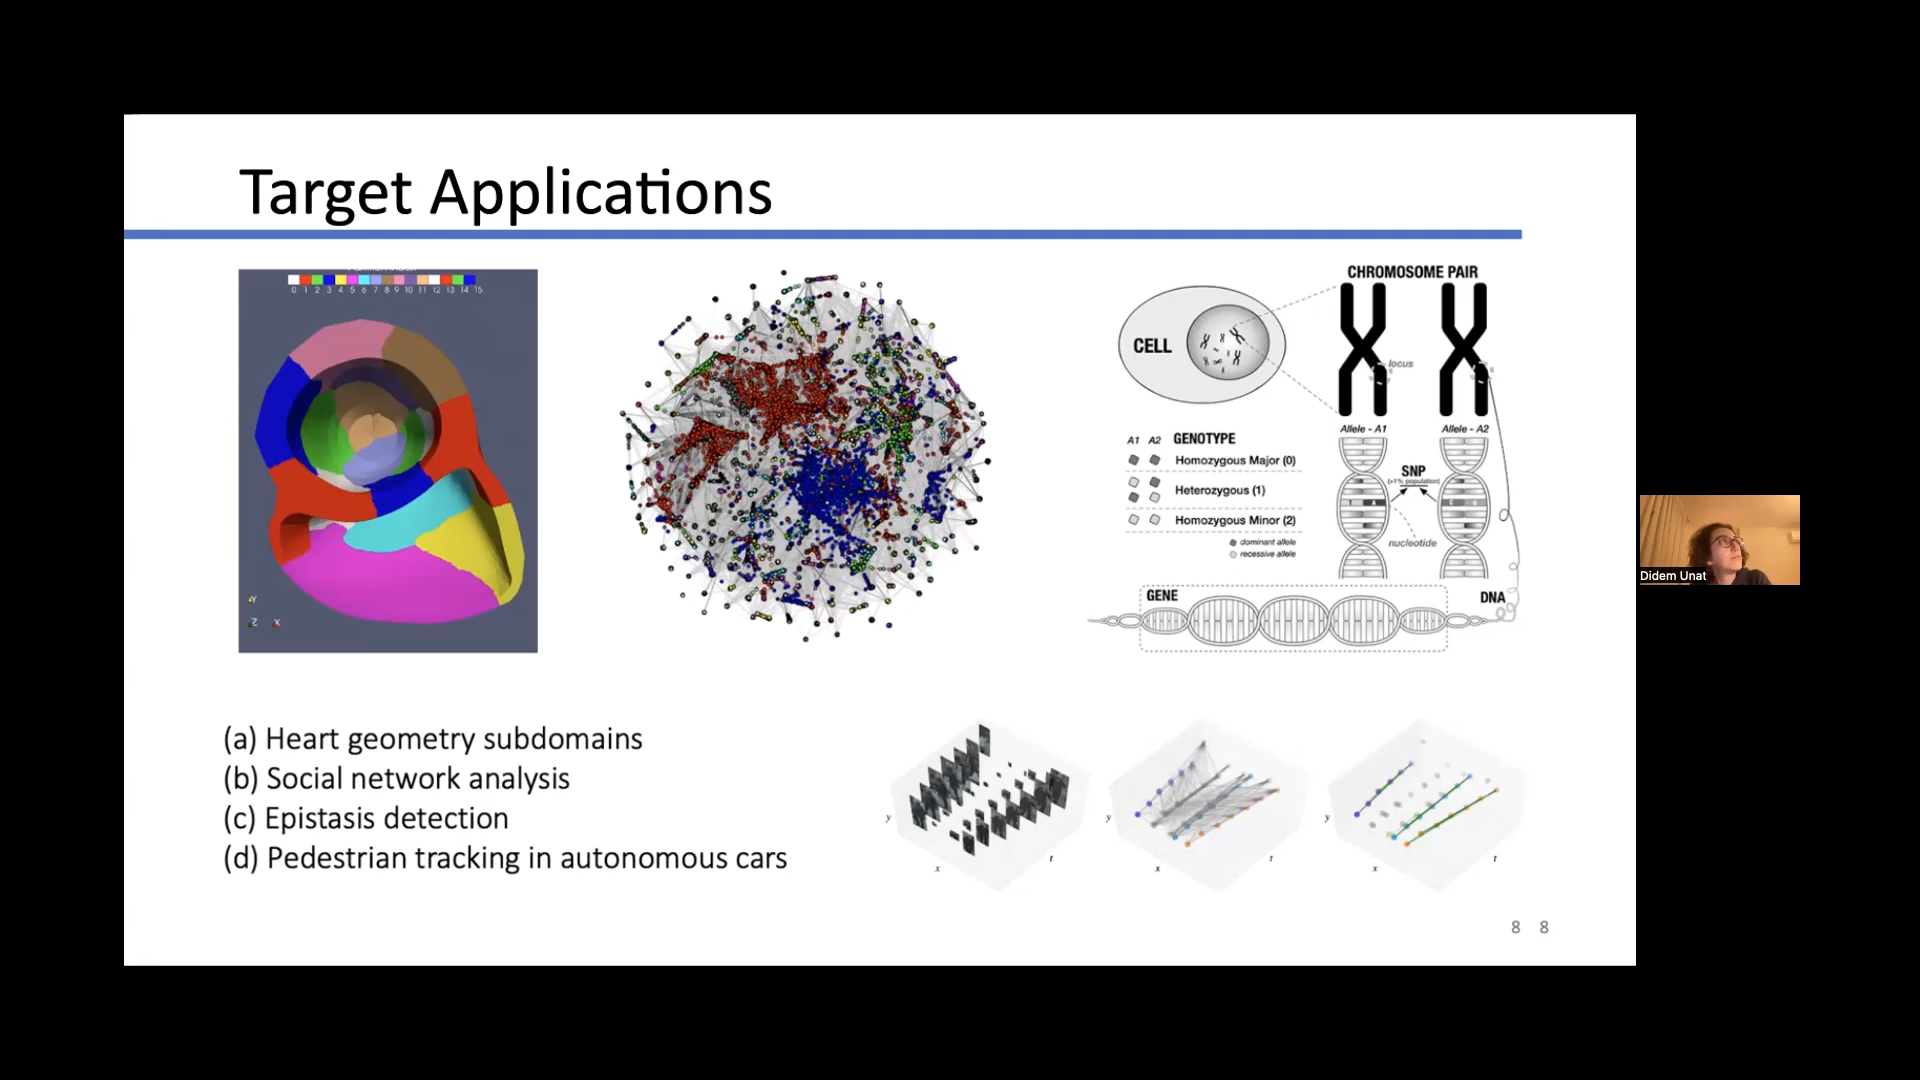 Target Applications
0 1 2 3 4 5 6 7 8 9 10 11 12 13 14 15
Y
Z X
CELL
CHROMOSOME PAIR
locus
Allele - A1
Allele - A2
A1 A2 GENOTYPE
Homozygous Major (0)
Heterozygous (1)
Homozygous Minor (2)
dominant allele
recessive allele
SNP
(>1% population)
nucleotide
GENE
DNA
(a) Heart geometry subdomains
(b) Social network analysis
(c) Epistasis detection
(d) Pedestrian tracking in autonomous cars
y
x
t
y
x
t
y
x
t
8 8
Didem Unat